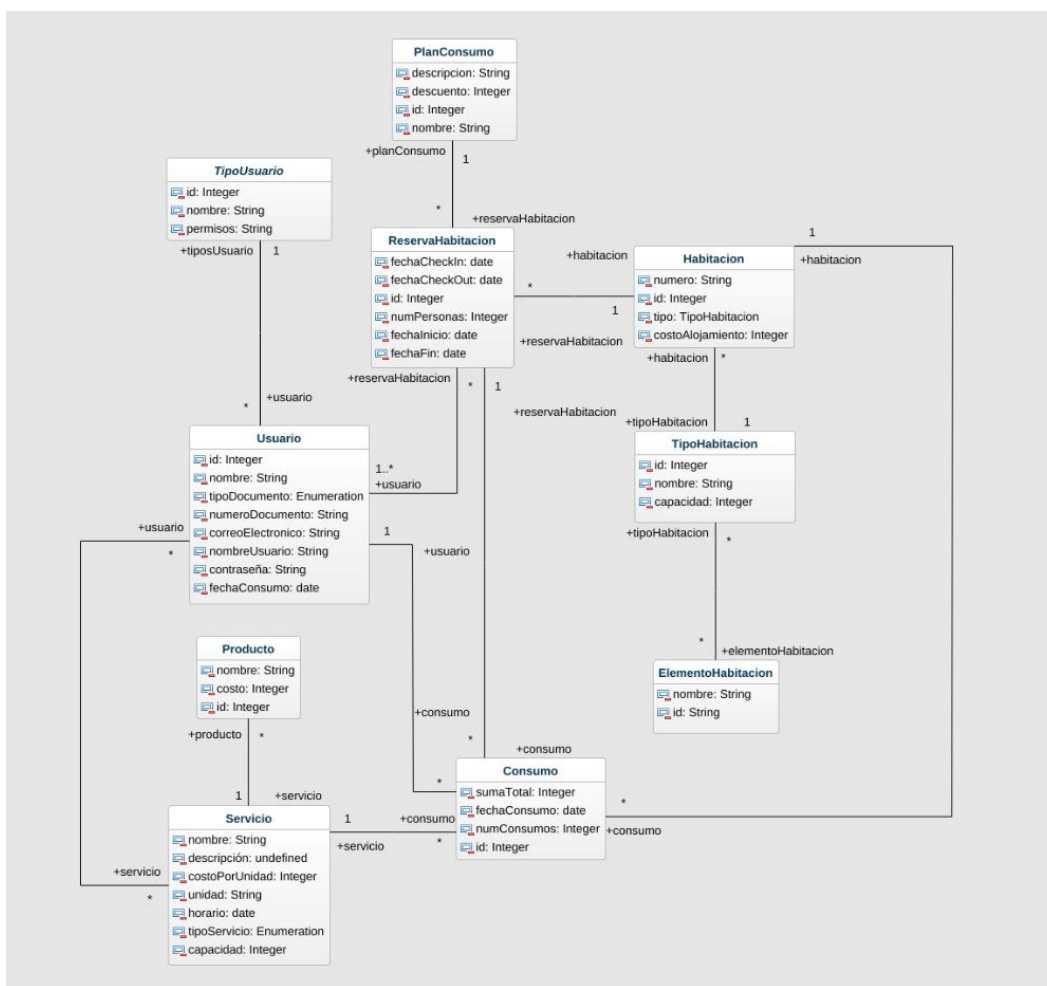 PlanConsumo
descripcion: String
descuento: Integer
id: Integer
nombre: String
+planConsumo
1
*
+reservaHabitacion
TipoUsuario
id: Integer
nombre: String
permisos: String
+tiposUsuario 1
*
+usuario
ReservaHabitacion
fechaCheckIn: date
fechaCheckOut: date
id: Integer
numPersonas: Integer
fechaInicio: date
fechaFin: date
+reservaHabitacion
*
1
+habitacion
*
1
+reservaHabitacion
+reservaHabitacion
Habitacion
numero: String
id: Integer
tipo: TipoHabitacion
costoAlojamiento: Integer
1
+habitacion
+habitacion *
+tipoHabitacion 1
TipoHabitacion
id: Integer
nombre: String
capacidad: Integer
+tipoHabitacion
*
*
+elementoHabitacion
ElementoHabitacion
nombre: String
id: String
Usuario
id: Integer
nombre: String
tipoDocumento: Enumeration
numeroDocumento: String
correoElectronico: String
nombreUsuario: String
contraseña: String
fechaConsumo: date
1..*
+usuario
+usuario
*
1
+usuario
Producto
nombre: String
costo: Integer
id: Integer
+producto *
1 +servicio
+consumo
*
*
+consumo
Consumo
sumaTotal: Integer
fechaConsumo: date
numConsumos: Integer
id: Integer
*
+consumo
Servicio
nombre: String
descripción: undefined
costoPorUnidad: Integer
unidad: String
horario: date
tipoServicio: Enumeration
capacidad: Integer
1
+servicio
+consumo
*
+servicio
*